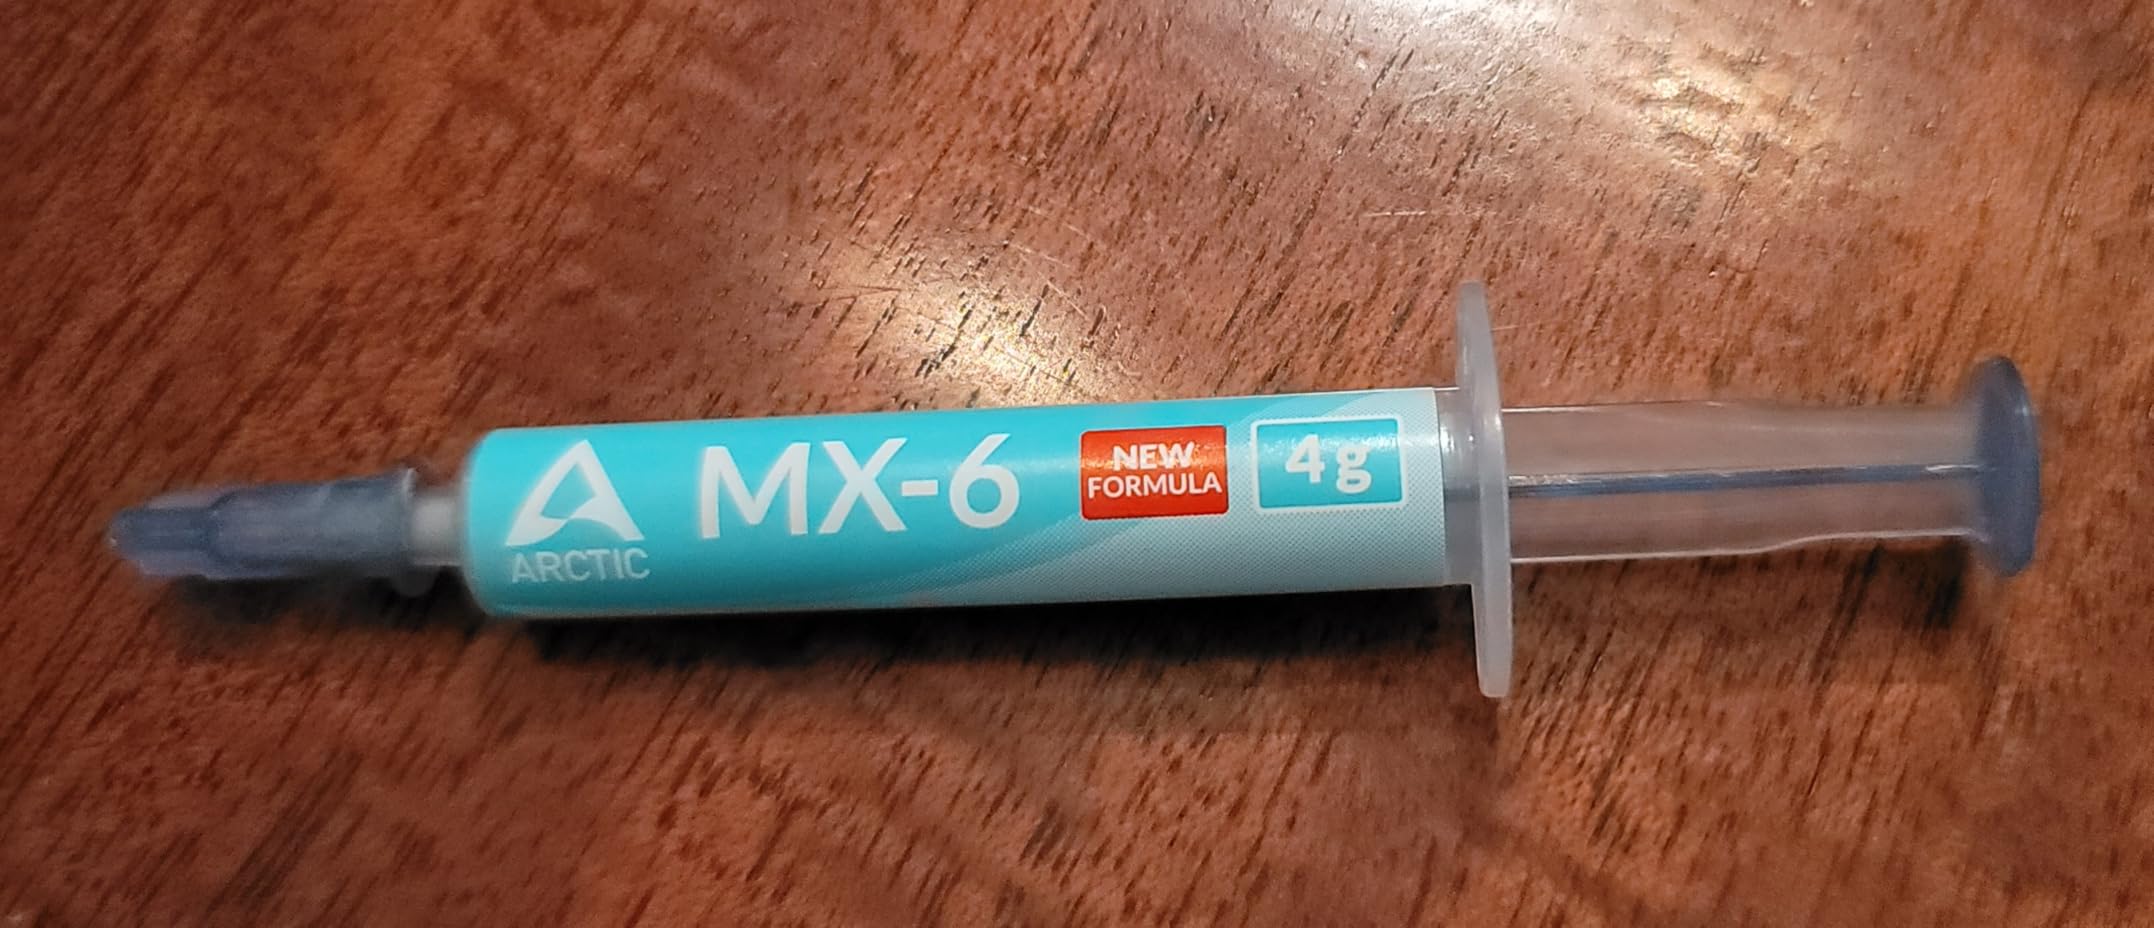 ARCTIC
MX-6
NEW
FORMULA
4g